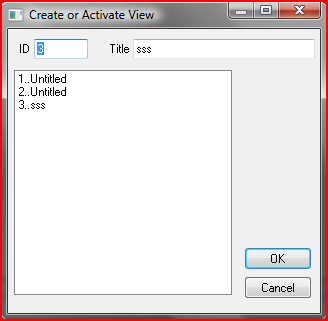 Create or Activate View
ID 3 Title sss
1..Untitled
2..Untitled
3..sss
OK
Cancel